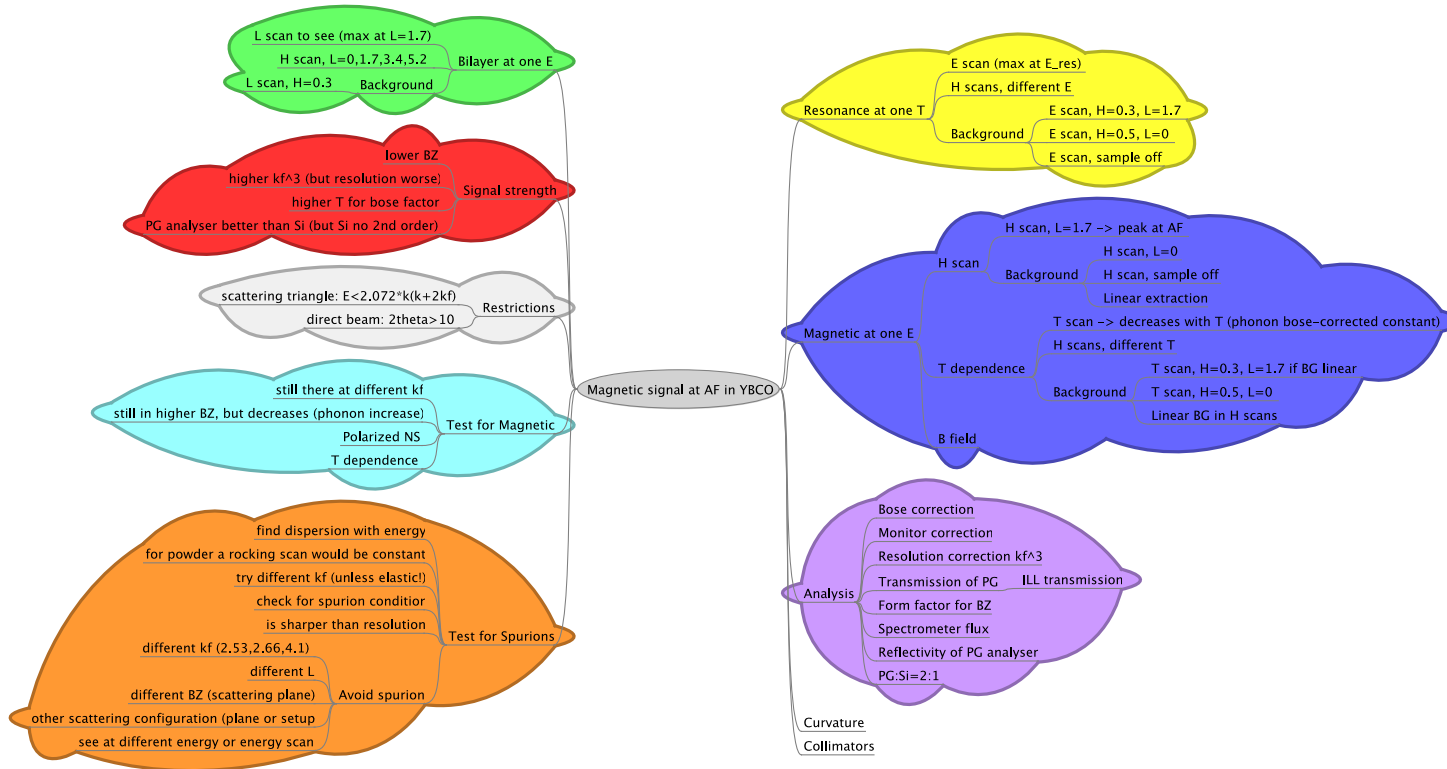 Magnetic signal at AF in YBCO
Bilayer at one E
L scan to see (max at L=1.7)
H scan, L=0,1.7,3.4,5.2
Background
L scan, H=0.3
Signal strength
lower BZ
higher kf^3 (but resolution worse)
higher T for bose factor
PG analyser better than Si (but Si no 2nd order)
Restrictions
scattering triangle: E<2.072*k(k+2kf)
direct beam: 2theta>10
Test for Magnetic
still there at different kf
still in higher BZ, but decreases (phonon increase)
Polarized NS
T dependence
Test for Spurions
find dispersion with energy
for powder a rocking scan would be constant
try different kf (unless elastic!)
check for spurion conditior
is sharper than resolution
Avoid spurion
different kf (2.53,2.66,4.1)
different L
different BZ (scattering plane)
other scattering configuration (plane or setup
see at different energy or energy scan
Resonance at one T
E scan (max at E_res)
H scans, different E
Background
E scan, H=0.3, L=1.7
E scan, H=0.5, L=0
E scan, sample off
Magnetic at one E
H scan
H scan, L=1.7 -> peak at AF
Background
H scan, L=0
H scan, sample off
Linear extraction
T dependence
T scan -> decreases with T (phonon bose-corrected constant)
H scans, different T
Background
T scan, H=0.3, L=1.7 if BG linear
T scan, H=0.5, L=0
Linear BG in H scans
B field
Analysis
Bose correction
Monitor correction
Resolution correction kf^3
Transmission of PG
ILL transmission
Form factor for BZ
Spectrometer flux
Reflectivity of PG analyser
PG:Si=2:1
Curvature
Collimators